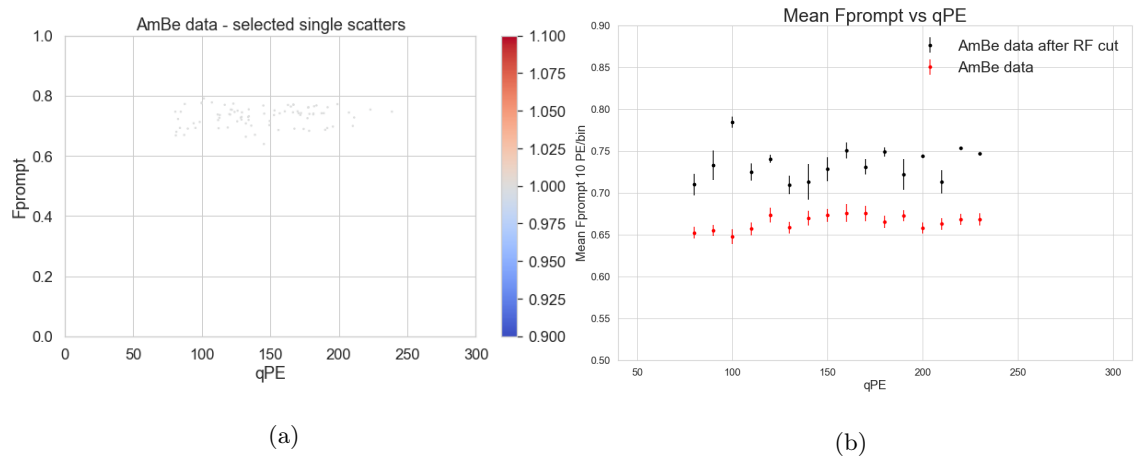 AmBe data - selected single scatters
1.0
0.8
0.6
0.4
0.2
0.0
Fprompt
0 50 100 150 200 250 300
qPE
1.100
1.075
1.050
1.025
1.000
0.975
0.950
0.925
0.900
(a)
Mean Fprompt vs qPE
AmBe data after RF cut
AmBe data
0.90
0.85
0.80
0.75
0.70
0.65
0.60
0.55
0.50
Mean Fprompt 10 PE/bin
50 100 150 200 250 300
qPE
(b)